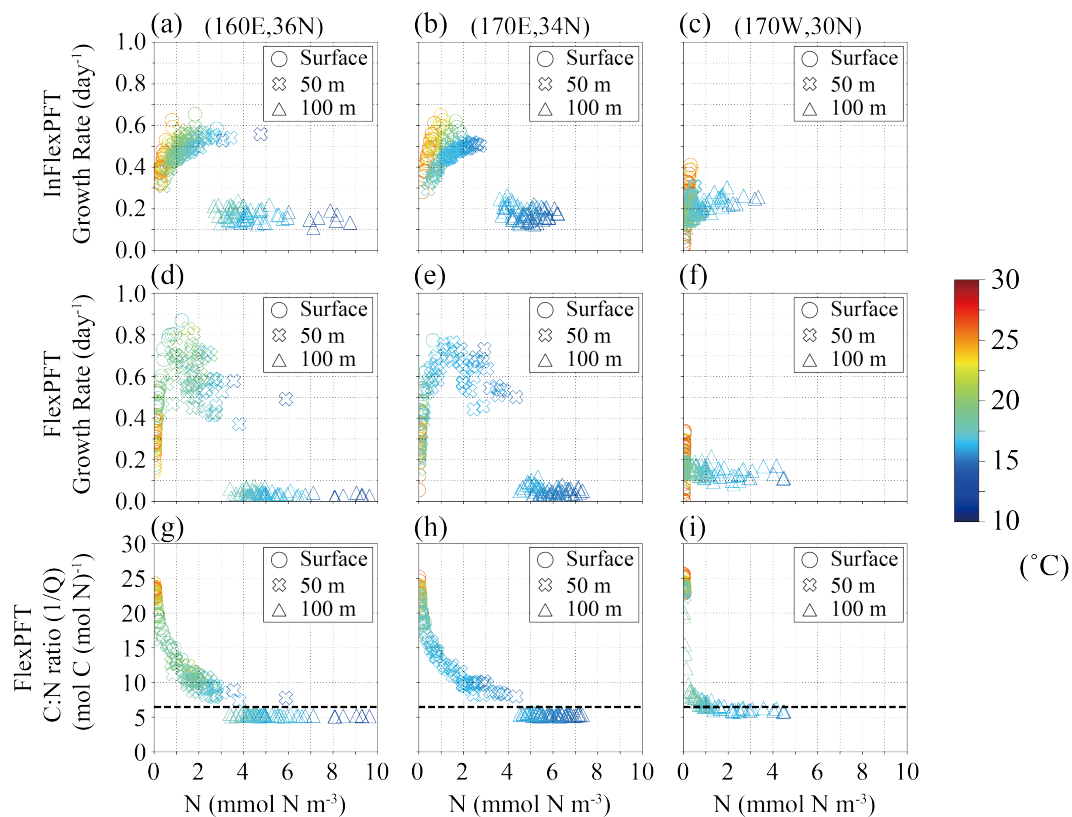 (a) (160E,36N)
(b) (170E,34N)
(c) (170W,30N)
InFlexPFT
Growth Rate (day-1)
1.0
0.8
0.6
0.4
0.2
0.0
Surface
50 m
100 m
Surface
50 m
100 m
Surface
50 m
100 m
(d)
(e)
(f)
FlexPFT
Growth Rate (day-1)
1.0
0.8
0.6
0.4
0.2
0.0
Surface
50 m
100 m
Surface
50 m
100 m
Surface
50 m
100 m
(g)
(h)
(i)
FlexPFT
C:N ratio (1/Q)
(mol C (mol N)-1)
30
25
20
15
10
5
0
Surface
50 m
100 m
Surface
50 m
100 m
Surface
50 m
100 m
0 2 4 6 8 10
0 2 4 6 8 10
0 2 4 6 8 10
N (mmol N m-3)
N (mmol N m-3)
N (mmol N m-3)
30
25
20
15
10
(˚C)